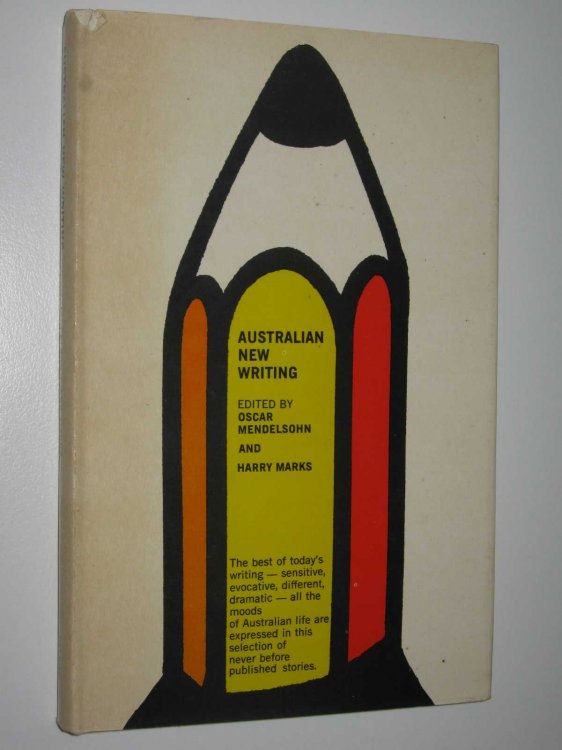 AUSTRALIAN
NEW
WRITING
EDITED BY
OSCAR
MENDELSOHN
AND
HARRY MARKS
The best of today's
writing — sensitive,
evocative, different,
dramatic — all the
moods
of Australian life are
expressed in this
selection of
never before
published stories.